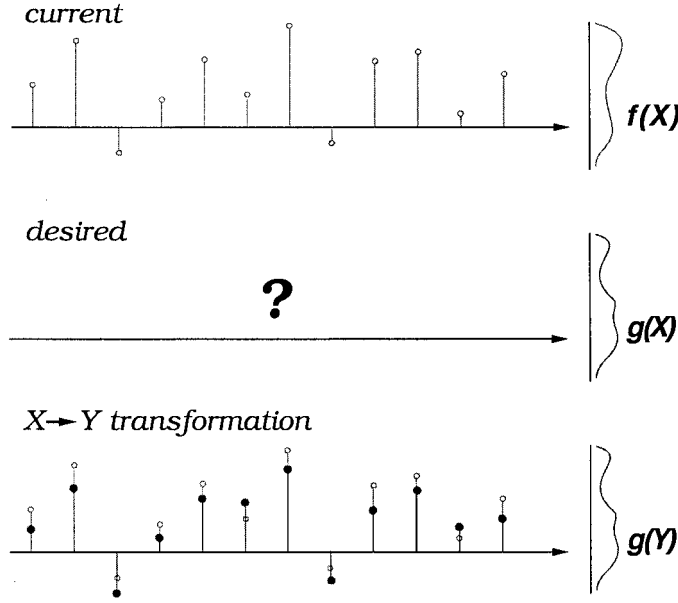 current
f(X)
desired
?
g(X)
X→Y transformation
g(Y)